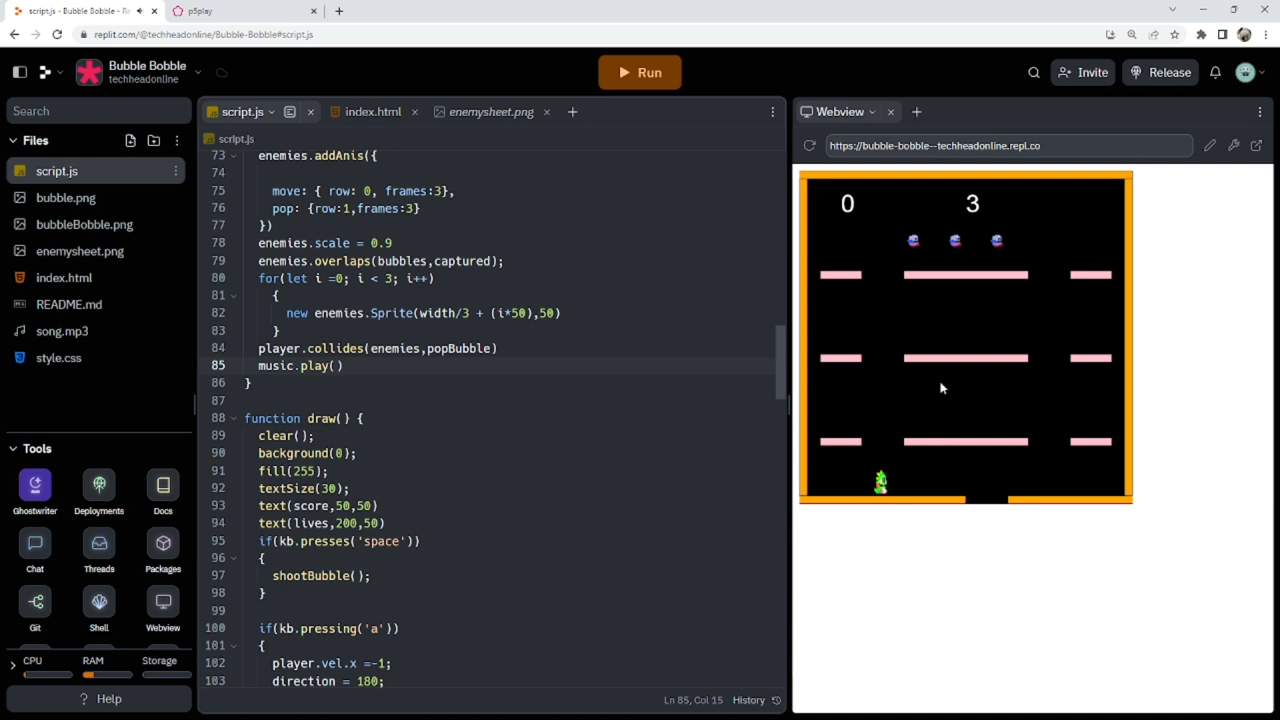 script.js - Bubble Bobble - Re
p5play
replit.com/@techheadonline/Bubble-Bobble#script.js
Bubble Bobble
techheadonline
Run
Invite
Release
Search
Files
script.js
bubble.png
bubbleBobble.png
enemysheet.png
index.html
README.md
song.mp3
style.css
Tools
Ghostwriter
Deployments
Docs
Chat
Threads
Packages
Git
Shell
Webview
CPU
RAM
Storage
? Help
script.js
index.html
enemysheet.png
script.js
73 enemies.addAnis({
74
75 move: { row: 0, frames:3},
76 pop: {row:1,frames:3}
77 })
78 enemies.scale = 0.9
79 enemies.overlaps(bubbles,captured);
80 for(let i =0; i < 3; i++)
81 {
82 new enemies.Sprite(width/3 + (i*50),50)
83 }
84 player.collides(enemies,popBubble)
85 music.play()
86 }
87
88 function draw() {
89 clear();
90 background(0);
91 fill(255);
92 textSize(30);
93 text(score,50,50)
94 text(lives,200,50)
95 if(kb.presses('space'))
96 {
97 shootBubble();
98 }
99
100 if(kb.pressing('a'))
101 {
102 player.vel.x =-1;
103 direction = 180;
Ln 85, Col 15 History
Webview
https://bubble-bobble--techheadonline.repl.co
0 3